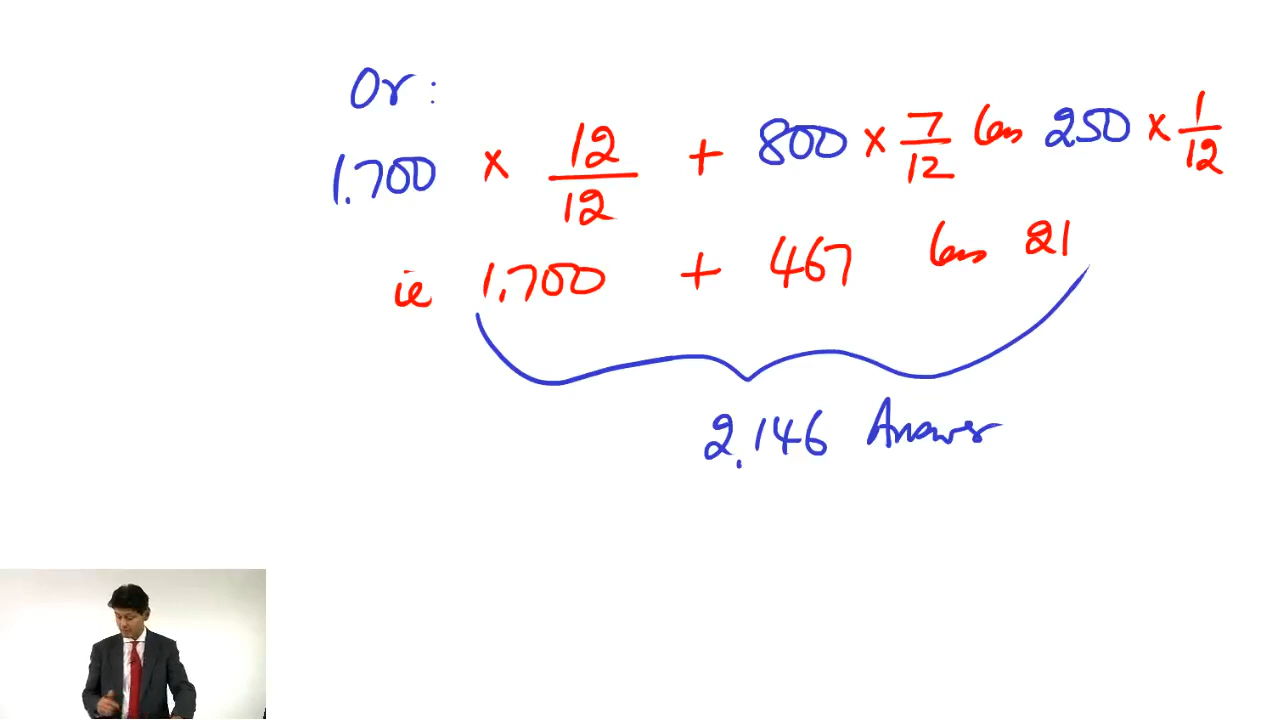 Or:
1.700 × 12/12 + 800 × 7/12 less 250 × 1/12
ie 1.700 + 467 less 21
2.146 Answer